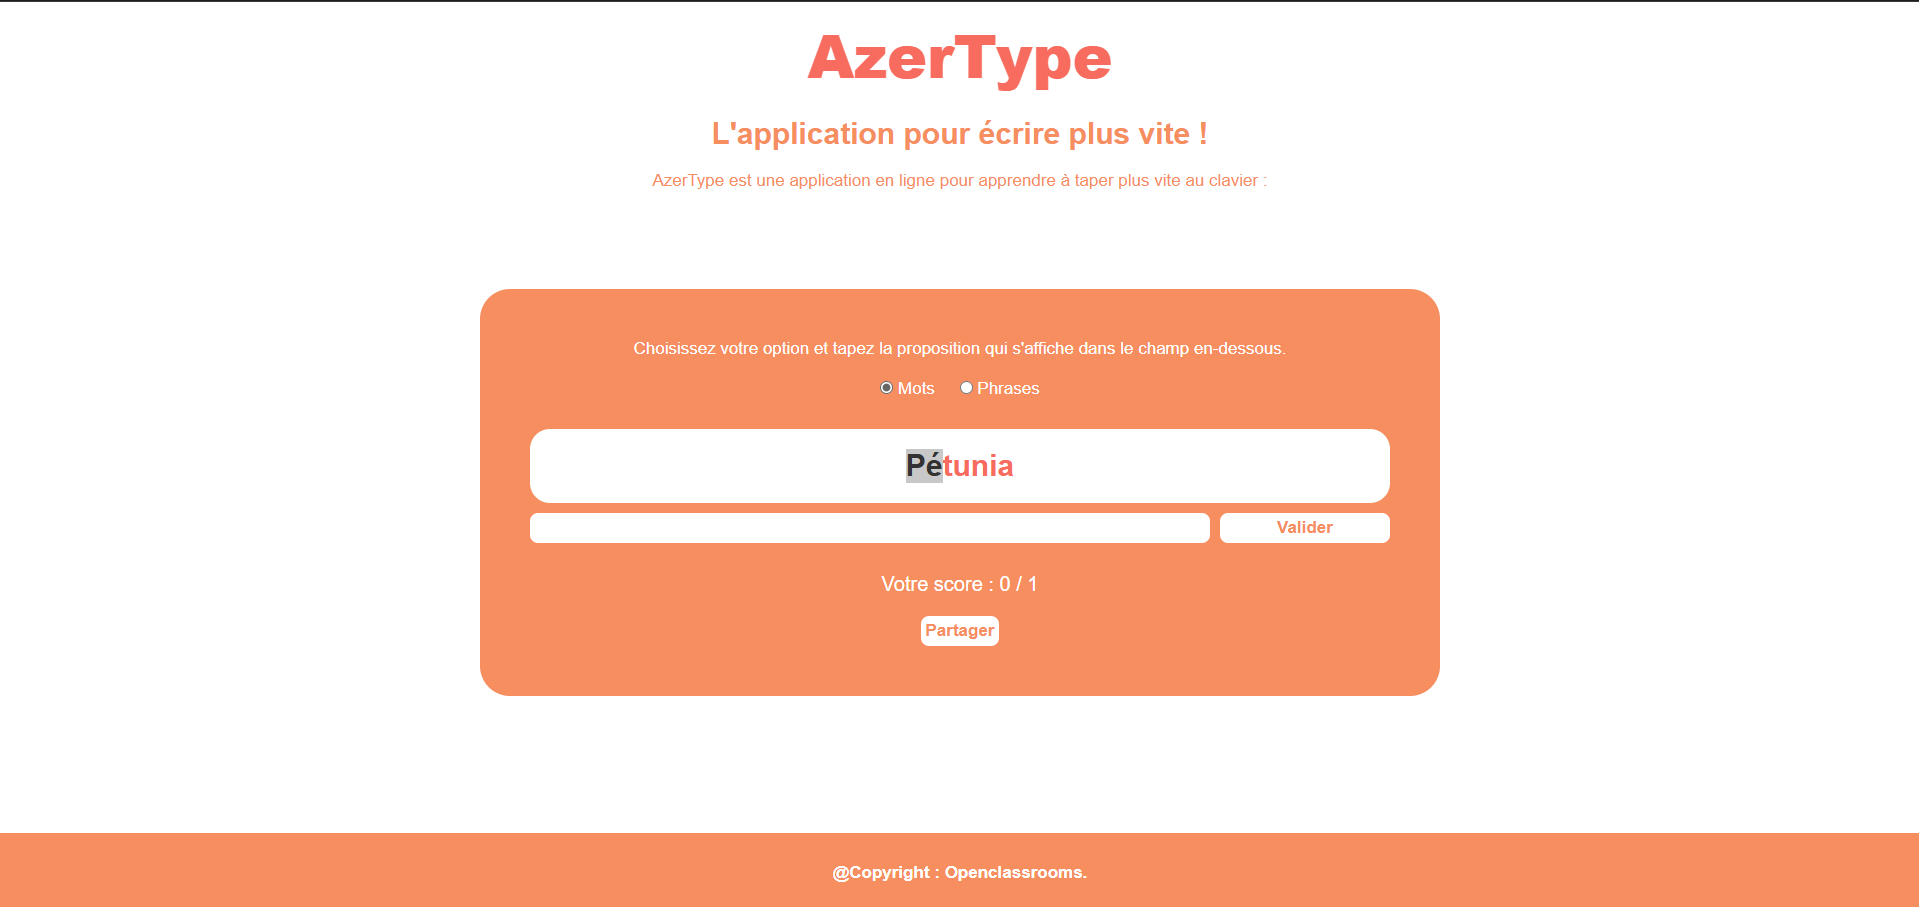 AzerType
L'application pour écrire plus vite !
AzerType est une application en ligne pour apprendre à taper plus vite au clavier :
Choisissez votre option et tapez la proposition qui s'affiche dans le champ en-dessous.
Mots Phrases
Pétunia
Valider
Votre score : 0 / 1
Partager
@Copyright : Openclassrooms.